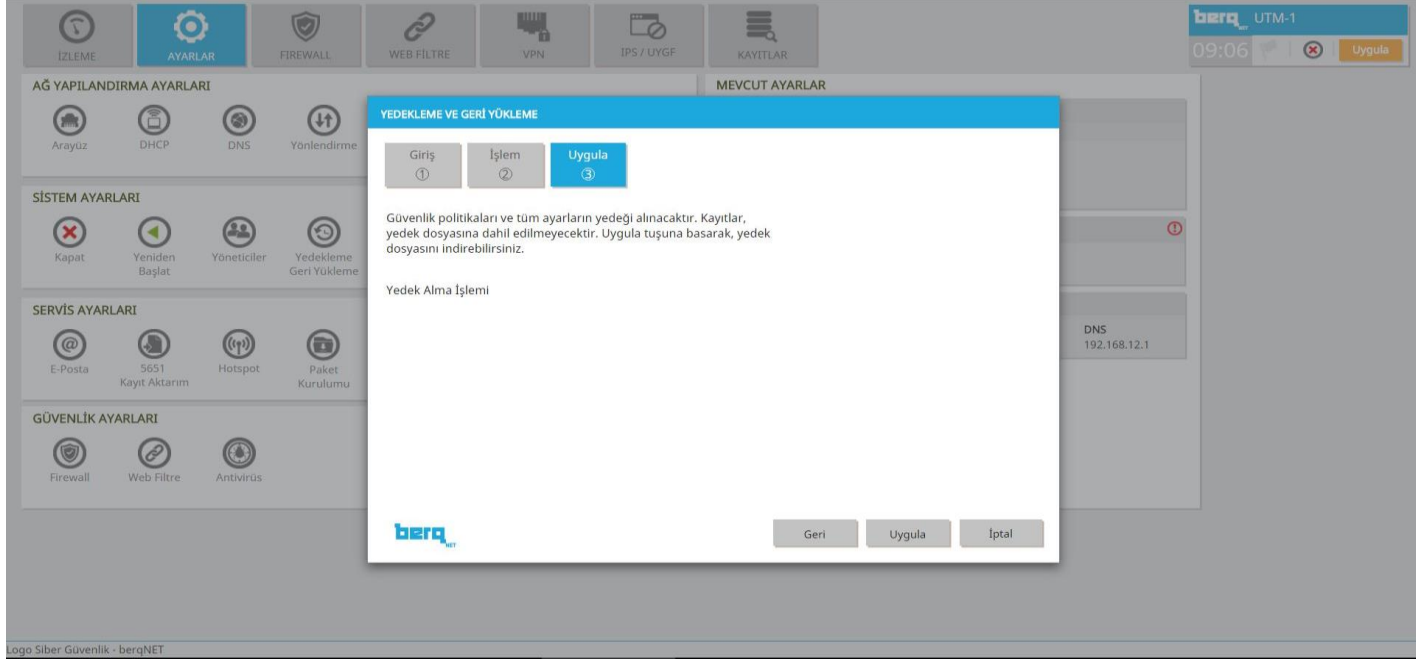 İZLEME
AYARLAR
FIREWALL
WEB FİLTRE
VPN
IPS / UYGF
KAYITLAR
berq NET UTM-1
09:06
Uygula
AĞ YAPILANDIRMA AYARLARI
Arayüz
DHCP
DNS
Yönlendirme
SİSTEM AYARLARI
Kapat
Yeniden
Başlat
Yöneticiler
Yedekleme
Geri Yükleme
SERVİS AYARLARI
E-Posta
5651
Kayıt Aktarım
Hotspot
Paket
Kurulumu
GÜVENLİK AYARLARI
Firewall
Web Filtre
Antivirüs
MEVCUT AYARLAR
DNS
192.168.12.1
YEDEKLEME VE GERİ YÜKLEME
Giriş
①
İşlem
②
Uygula
③
Güvenlik politikaları ve tüm ayarların yedeği alınacaktır. Kayıtlar,
yedek dosyasına dahil edilmeyecektir. Uygula tuşuna basarak, yedek
dosyasını indirebilirsiniz.
Yedek Alma İşlemi
berq NET
Geri
Uygula
İptal
Logo Siber Güvenlik - berqNET